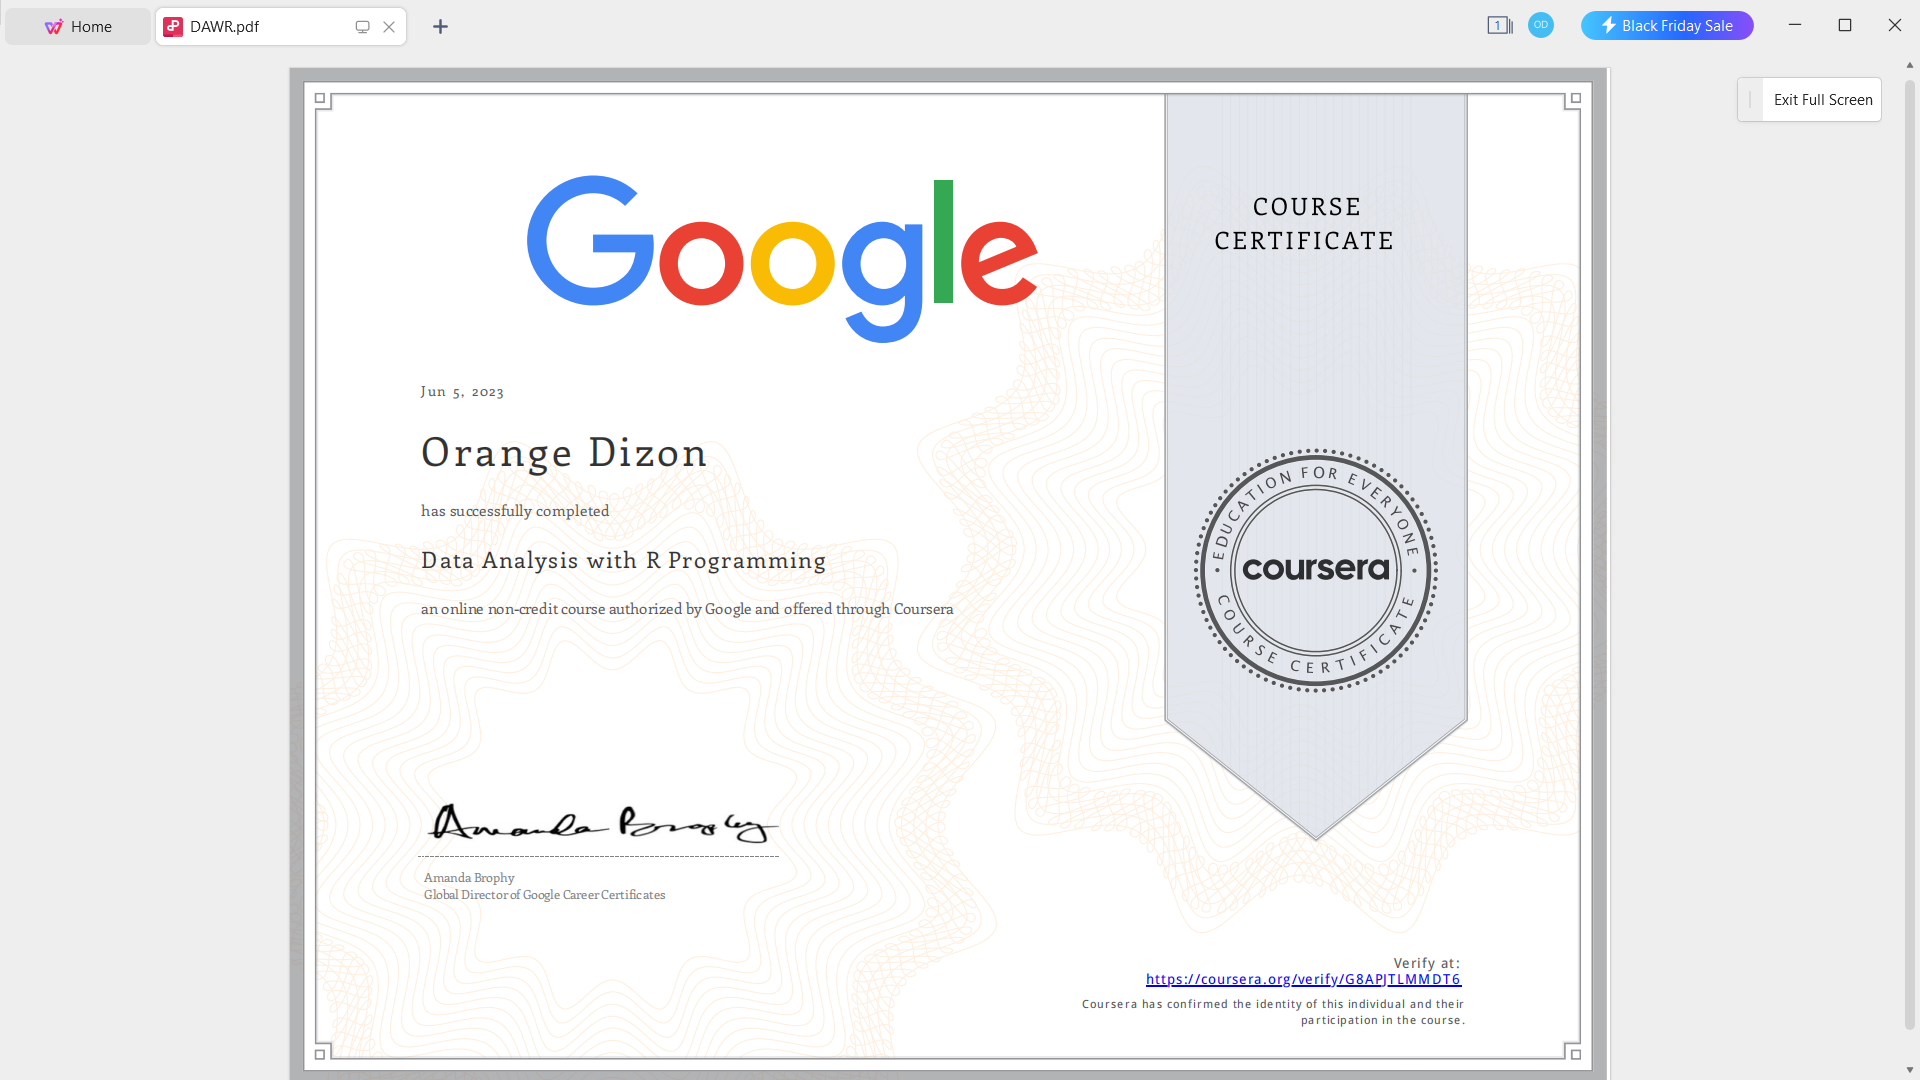 Home
DAWR.pdf
1
OD
Black Friday Sale
Exit Full Screen
Google
COURSE
CERTIFICATE
Jun 5, 2023
Orange Dizon
has successfully completed
Data Analysis with R Programming
an online non-credit course authorized by Google and offered through Coursera
EDUCATION FOR EVERYONE
coursera
COURSE CERTIFICATE
Amanda Brophy
Amanda Brophy
Global Director of Google Career Certificates
Verify at:
https://coursera.org/verify/G8APJTLMMDT6
Coursera has confirmed the identity of this individual and their
participation in the course.